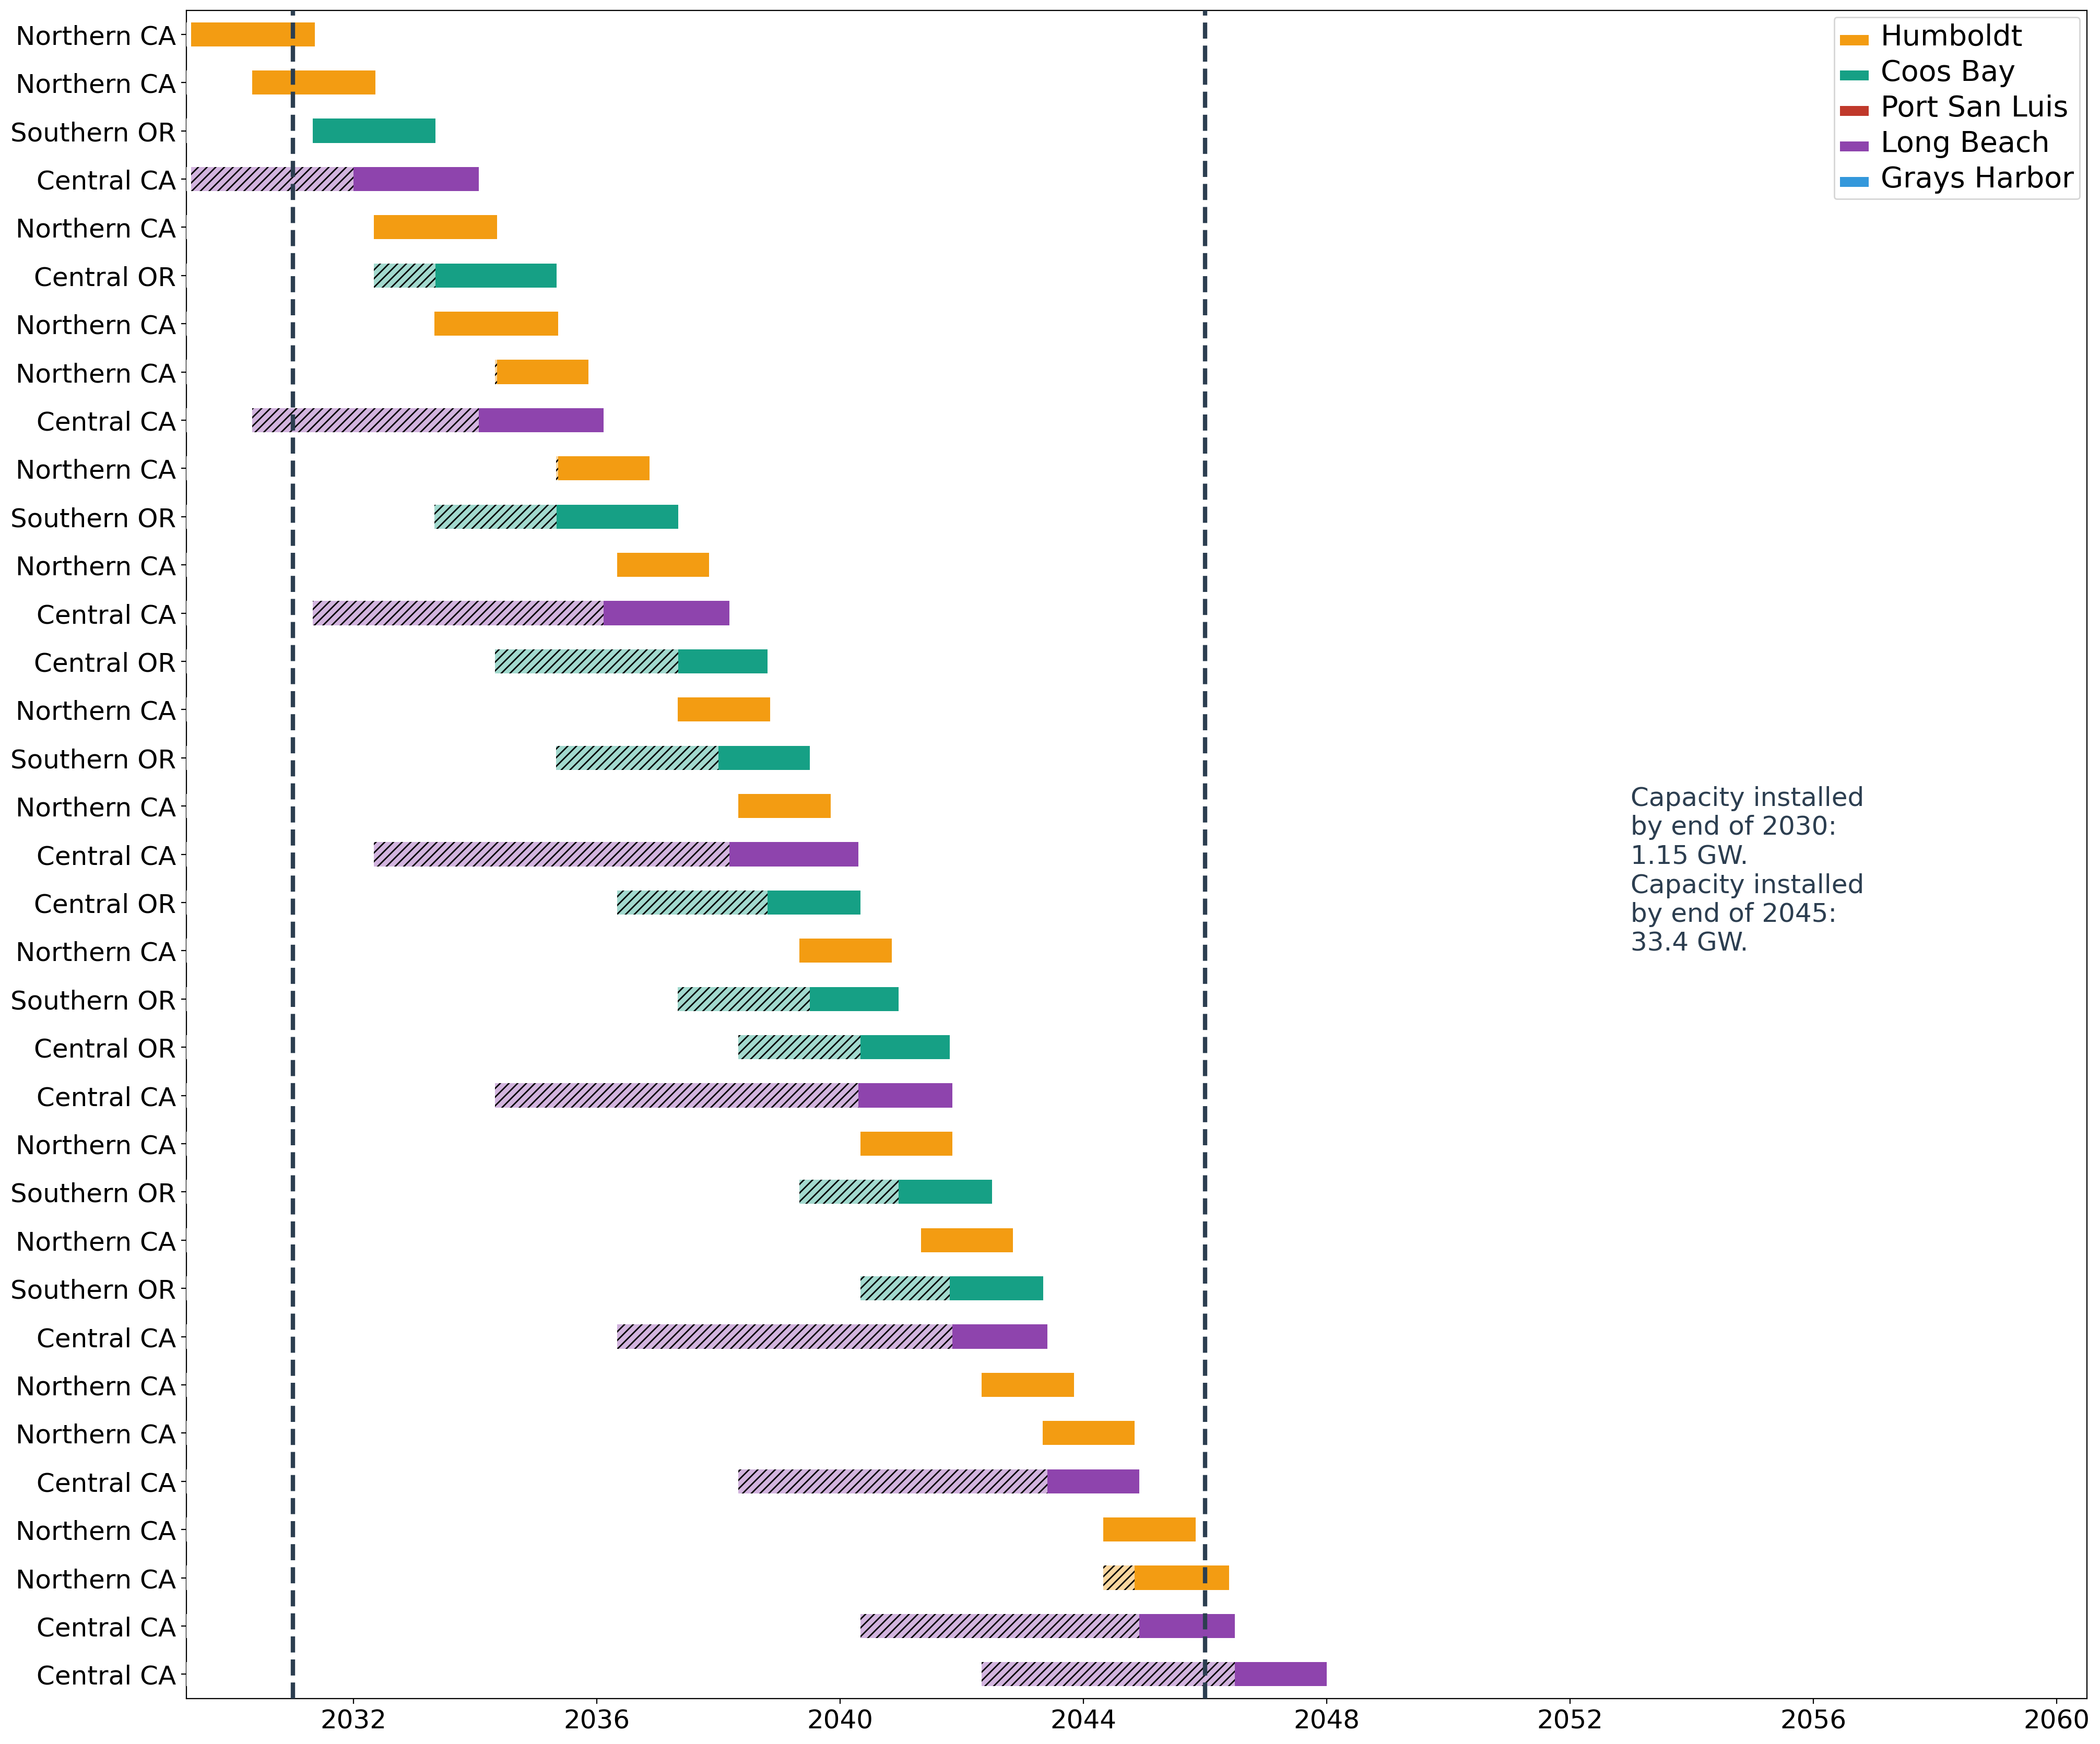 Northern CA
Northern CA
Southern OR
Central CA
Northern CA
Central OR
Northern CA
Northern CA
Central CA
Northern CA
Southern OR
Northern CA
Central CA
Central OR
Northern CA
Southern OR
Northern CA
Central CA
Central OR
Northern CA
Southern OR
Central OR
Central CA
Northern CA
Southern OR
Northern CA
Southern OR
Central CA
Northern CA
Northern CA
Central CA
Northern CA
Northern CA
Central CA
Central CA
Humboldt
Coos Bay
Port San Luis
Long Beach
Grays Harbor
Capacity installed
by end of 2030:
1.15 GW.
Capacity installed
by end of 2045:
33.4 GW.
2032 2036 2040 2044 2048 2052 2056 2060